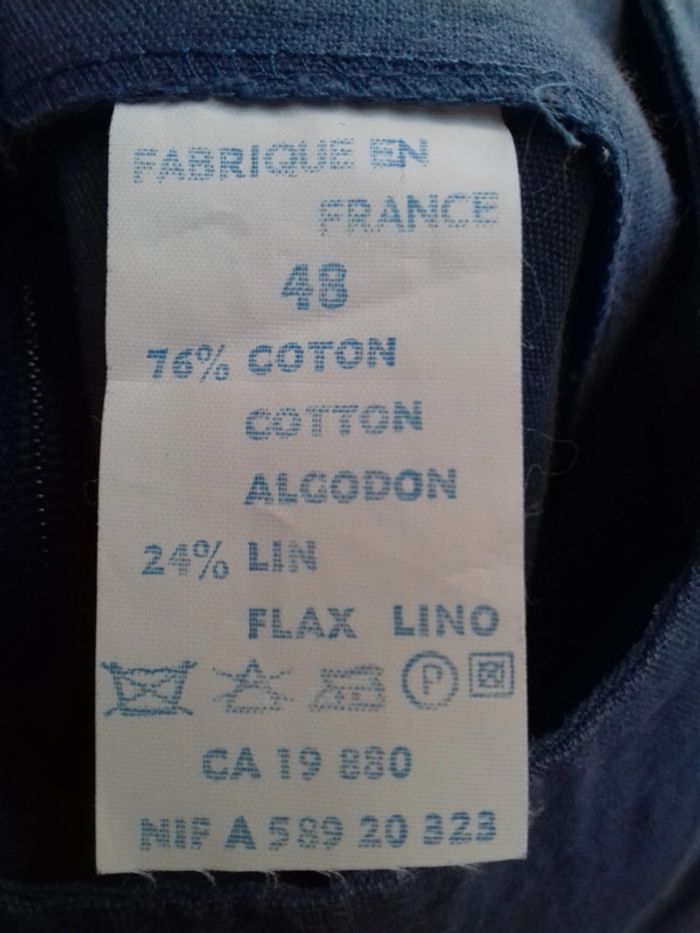 FABRIQUE EN
FRANCE
48
76% COTON
COTTON
ALGODON
24% LIN
FLAX LINO
P
CA 19 880
NIF A 589 20 323